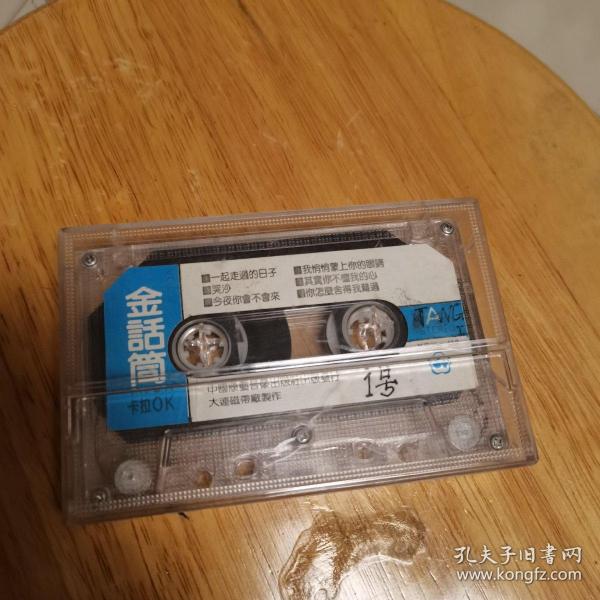 金話筒
卡拉OK
一起走過的日子
哭沙
今夜你會不會來
我悄悄蒙上你的眼睛
其實你不懂我的心
你怎麼舍得我難過
大連磁帶廠製作
1号
孔夫子旧书网
www.kongfz.com